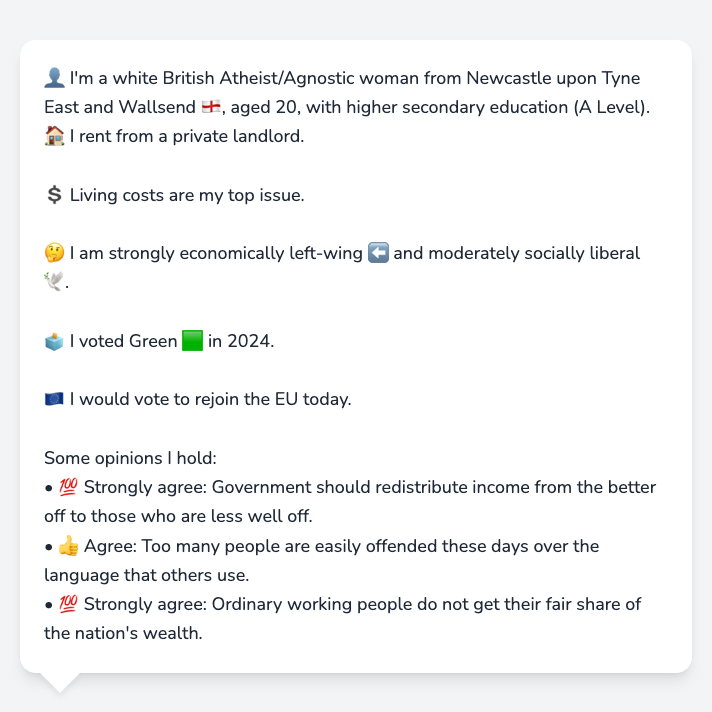 👤 I'm a white British Atheist/Agnostic woman from Newcastle upon Tyne
East and Wallsend 🏴󠁧󠁢󠁥󠁮󠁧󠁿, aged 20, with higher secondary education (A Level).
🏠 I rent from a private landlord.
💲 Living costs are my top issue.
🤔 I am strongly economically left-wing ⬅️ and moderately socially liberal
🕊️.
🗳️ I voted Green 🟩 in 2024.
🇪🇺 I would vote to rejoin the EU today.
Some opinions I hold:
• 💯 Strongly agree: Government should redistribute income from the better
off to those who are less well off.
• 👍 Agree: Too many people are easily offended these days over the
language that others use.
• 💯 Strongly agree: Ordinary working people do not get their fair share of
the nation's wealth.